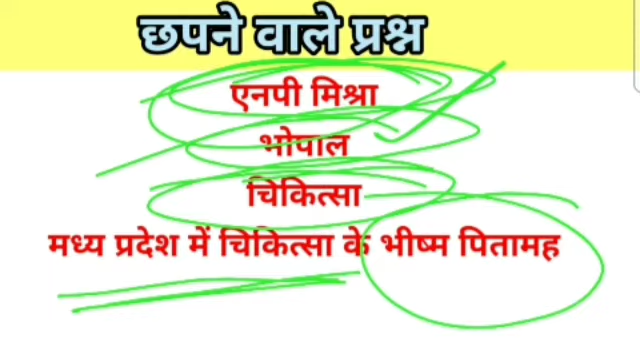 छपने वाले प्रश्न
एनपी मिश्रा
भोपाल
चिकित्सा
मध्य प्रदेश में चिकित्सा के भीष्म पितामह